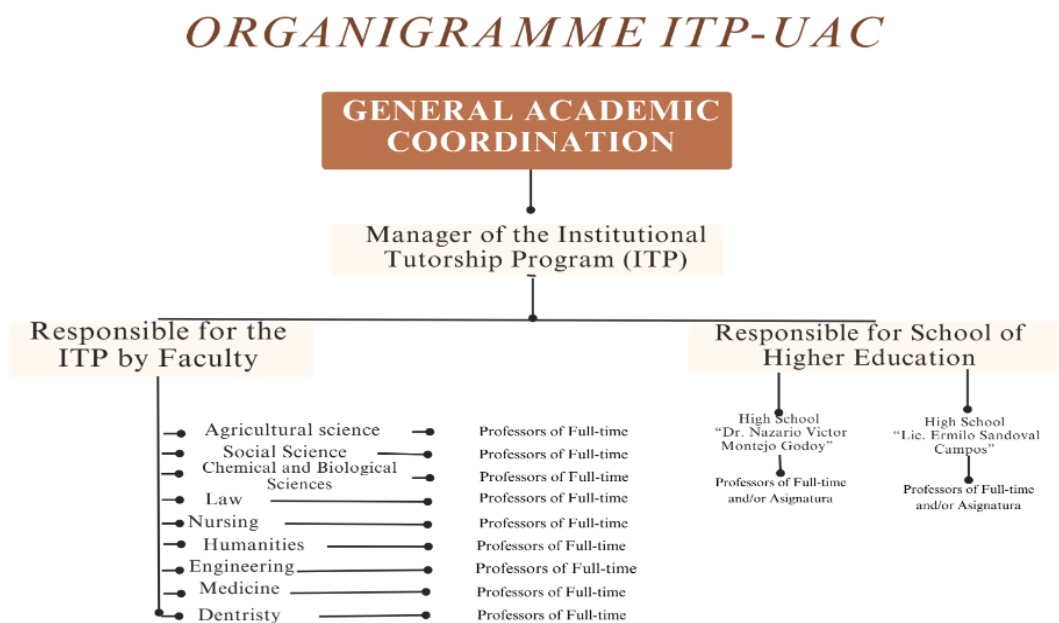 ORGANIGRAMME ITP-UAC
GENERAL ACADEMIC
COORDINATION
Manager of the Institutional
Tutorship Program (ITP)
Responsible for the
ITP by Faculty
Responsible for School of
Higher Education
Agricultural science
Professors of Full-time
Social Science
Professors of Full-time
Chemical and Biological
Sciences
Professors of Full-time
Law
Professors of Full-time
Nursing
Professors of Full-time
Humanities
Professors of Full-time
Engineering
Professors of Full-time
Medicine
Professors of Full-time
Dentristy
Professors of Full-time
High School
“Dr. Nazario Victor
Montejo Godoy”
Professors of Full-time
and/or Asignatura
High School
“Lic. Ermilo Sandoval
Campos”
Professors of Full-time
and/or Asignatura